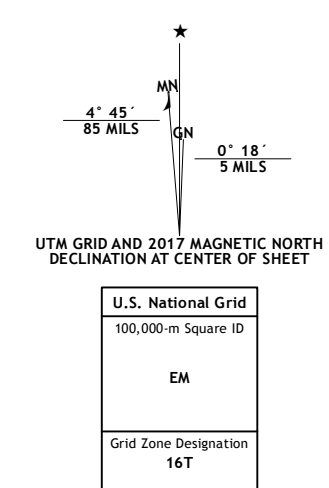 ★
MN
4° 45´
85 MILS
GN
0° 18´
5 MILS
UTM GRID AND 2017 MAGNETIC NORTH
DECLINATION AT CENTER OF SHEET
U.S. National Grid
100,000-m Square ID
EM
Grid Zone Designation
16T